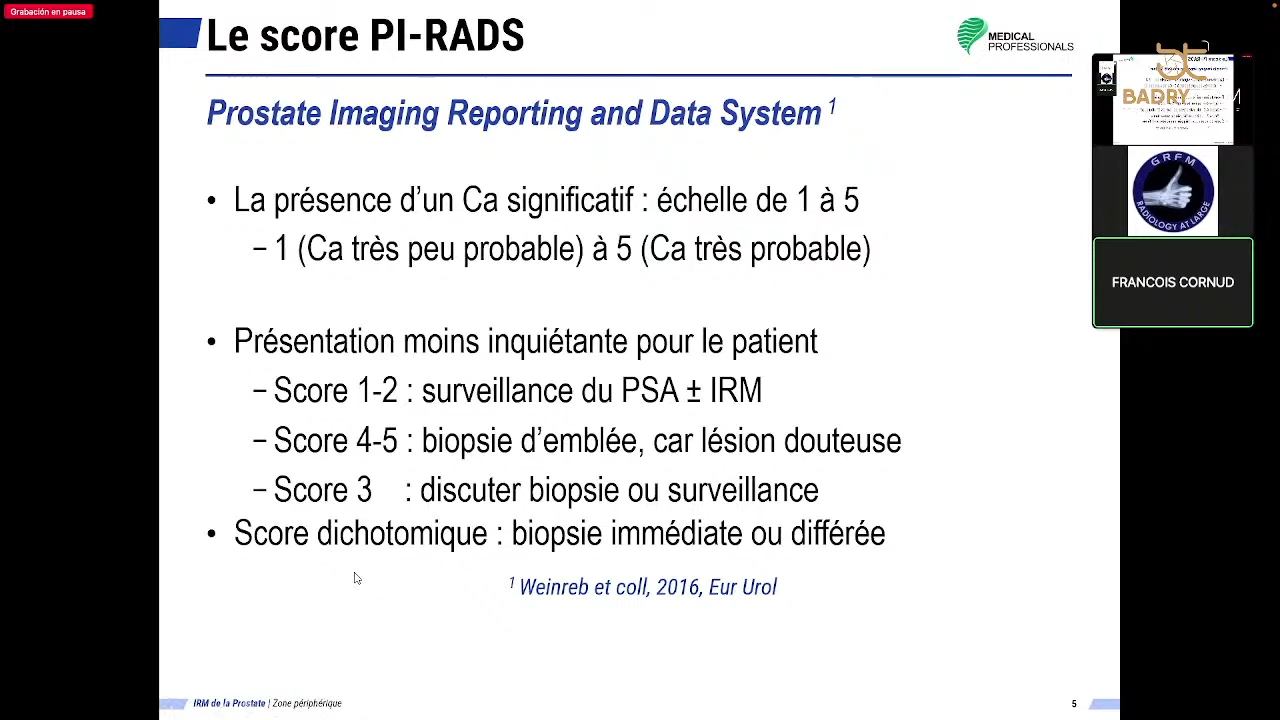 Grabación en pausa
Le score PI-RADS
MEDICAL
PROFESSIONALS
Prostate Imaging Reporting and Data System 1
• La présence d'un Ca significatif : échelle de 1 à 5
– 1 (Ca très peu probable) à 5 (Ca très probable)
• Présentation moins inquiétante pour le patient
– Score 1-2 : surveillance du PSA ± IRM
– Score 4-5 : biopsie d'emblée, car lésion douteuse
– Score 3 : discuter biopsie ou surveillance
• Score dichotomique : biopsie immédiate ou différée
1 Weinreb et coll, 2016, Eur Urol
IRM de la Prostate | Zone périphérique
5
BADRY
GRFM
RADIOLOGY AT LARGE
FRANCOIS CORNUD